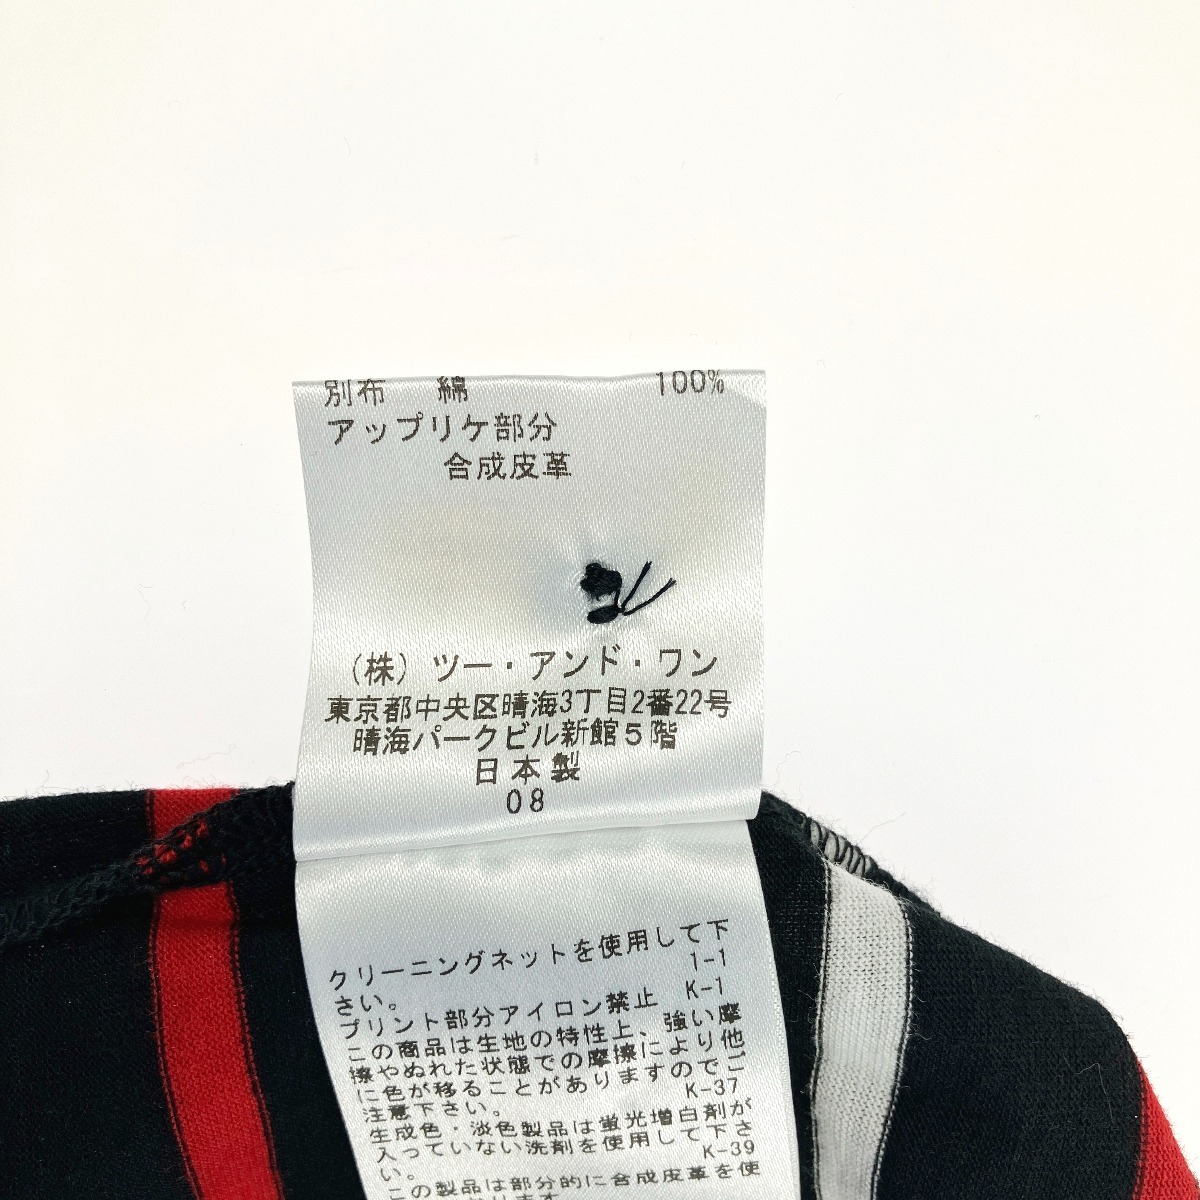 別布 綿 100%
アップリケ部分
合成皮革
(株) ツー・アンド・ワン
東京都中央区晴海3丁目2番22号
晴海パークビル新館5階
日本製
08
クリーニングネットを使用して下
さい。 1-1
プリント部分アイロン禁止 K-1
この商品は生地の特性上、強い摩
擦やぬれた状態での摩擦により他
に色が移ることがありますのでご
注意下さい。 K-37
生成色・淡色製品は蛍光増白剤が
入っていない洗剤を使用して下さ
い。 K-39
この製品は部分的に合成皮革を使